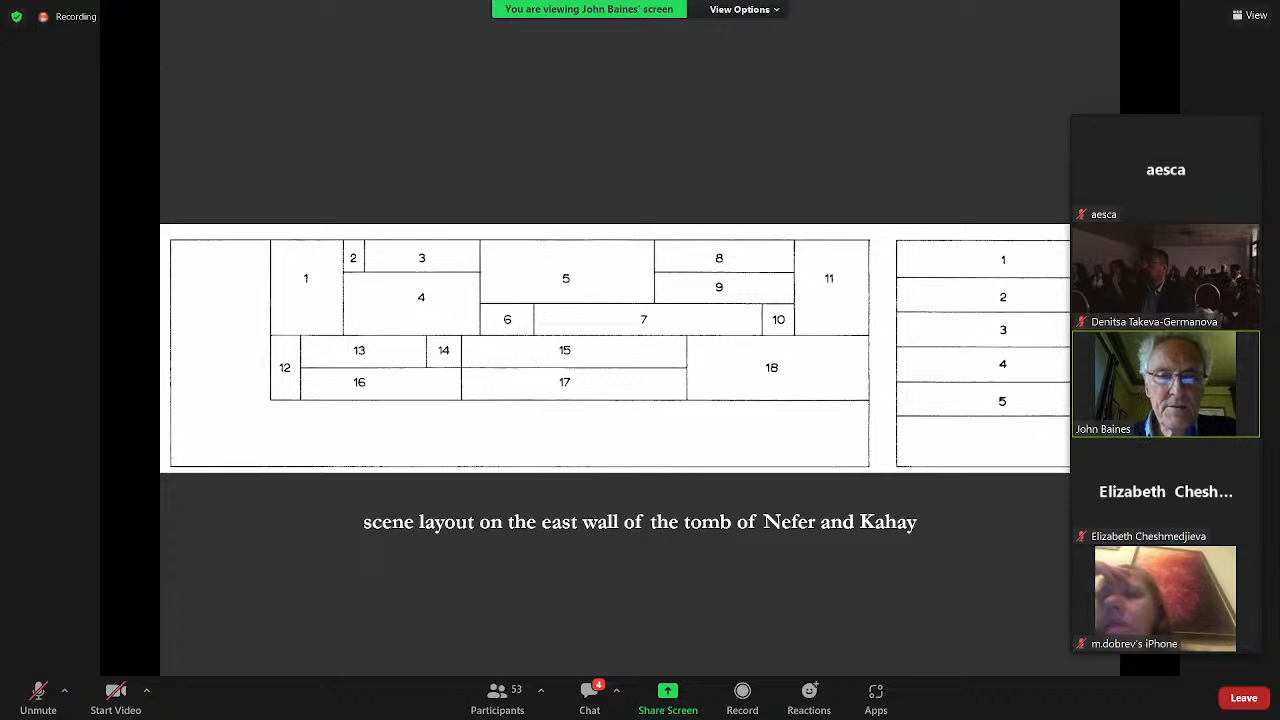 Recording
You are viewing John Baines' screen
View Options
View
aesca
aesca
Denitsa Takeva-Germanova
John Baines
Elizabeth Chesh...
Elizabeth Cheshmedjieva
m.dobrev's iPhone
1
2
3
4
5
6
7
8
9
10
11
12
13
14
15
16
17
18
1
2
3
4
5
scene layout on the east wall of the tomb of Nefer and Kahay
Unmute
Start Video
53
Participants
4
Chat
Share Screen
Record
Reactions
Apps
Leave